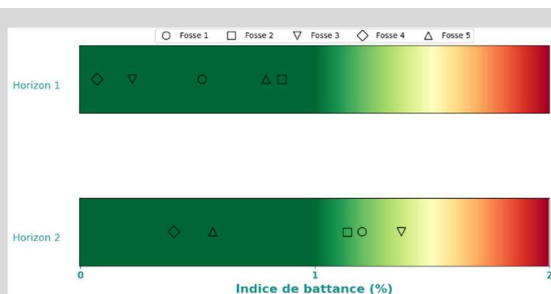 Fosse 1 Fosse 2 Fosse 3 Fosse 4 Fosse 5
Horizon 1
Horizon 2
0 1 2
Indice de battance (%)